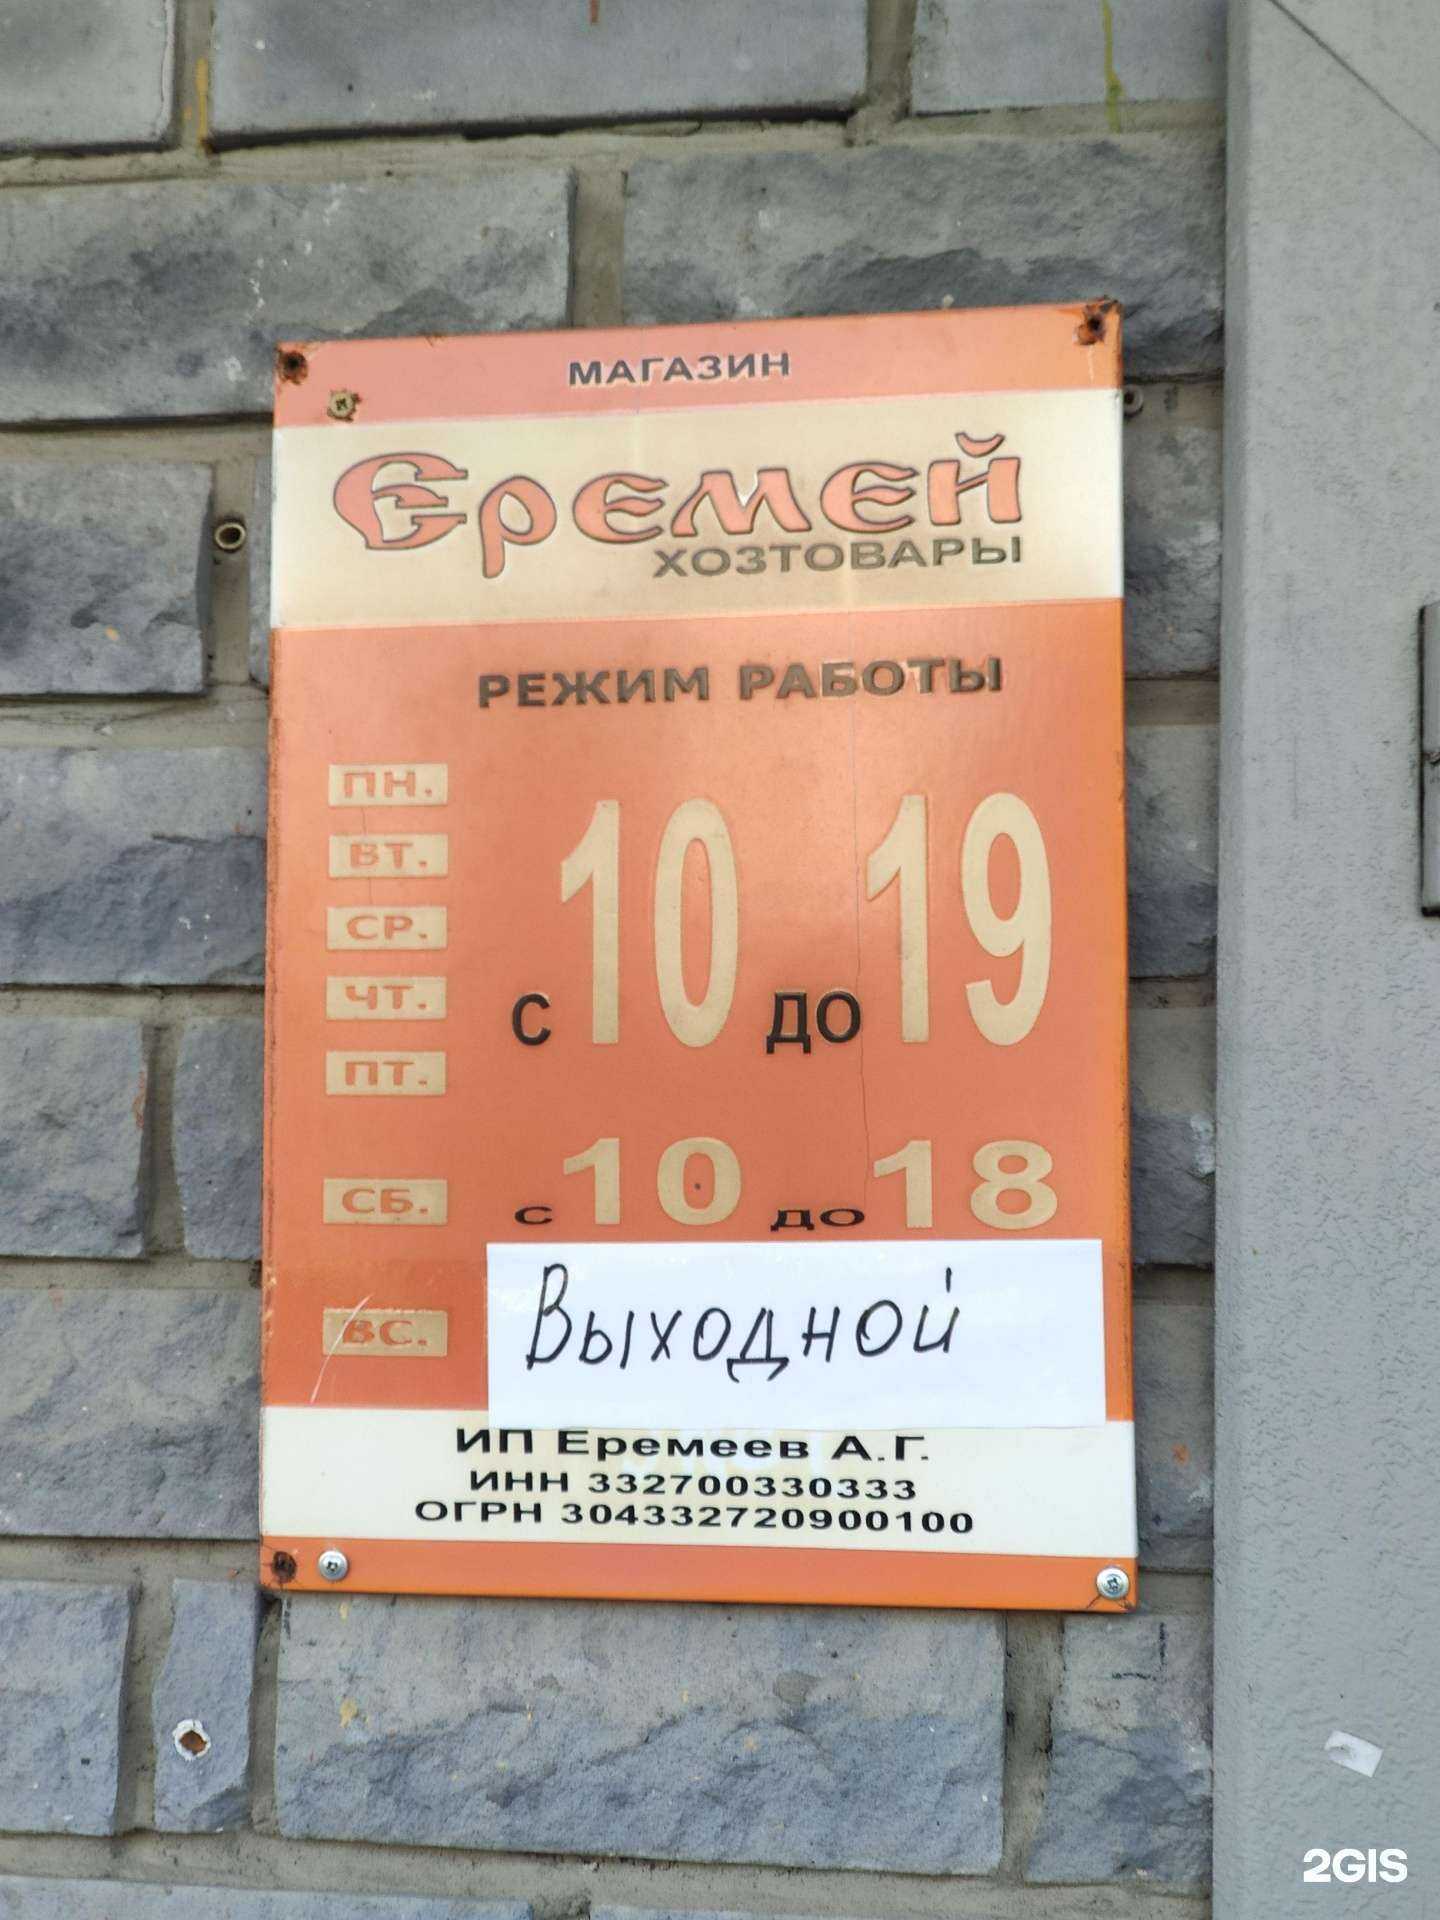 МАГАЗИН
Еремей
ХОЗТОВАРЫ
РЕЖИМ РАБОТЫ
ПН.
ВТ.
СР.
ЧТ.
ПТ.
С 10 ДО 19
СБ. С 10 ДО 18
ВС. Выходной
ИП Еремеев А.Г.
ИНН 332700330333
ОГРН 304332720900100
2GIS